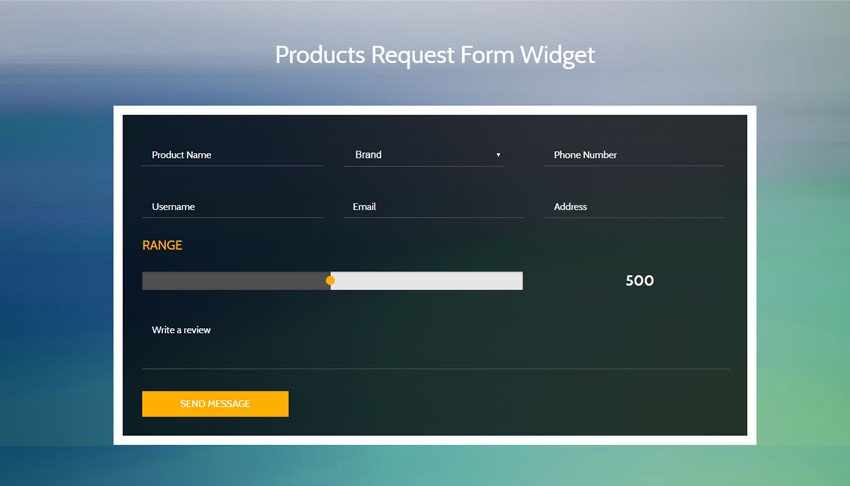 Products Request Form Widget
Product Name
Brand
Phone Number
Username
Email
Address
RANGE
500
Write a review
SEND MESSAGE